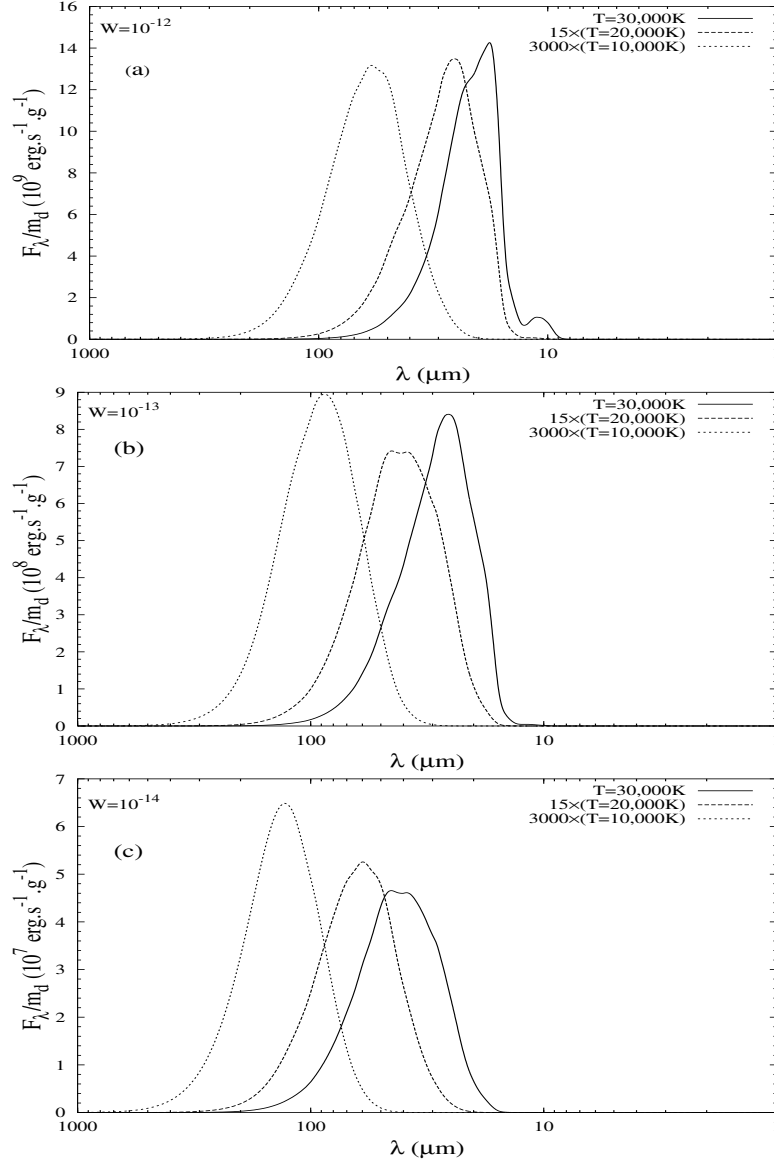 W=10⁻¹²
T=30,000K
15×(T=20,000K)
3000×(T=10,000K)
(a)
16
14
12
10
8
6
4
2
0
F_λ/m_d (10⁹ erg.s⁻¹.g⁻¹)
1000 100 10
λ (μm)
W=10⁻¹³
T=30,000K
15×(T=20,000K)
3000×(T=10,000K)
(b)
9
8
7
6
5
4
3
2
1
0
F_λ/m_d (10⁸ erg.s⁻¹.g⁻¹)
1000 100 10
λ (μm)
W=10⁻¹⁴
T=30,000K
15×(T=20,000K)
3000×(T=10,000K)
(c)
7
6
5
4
3
2
1
0
F_λ/m_d (10⁷ erg.s⁻¹.g⁻¹)
1000 100 10
λ (μm)